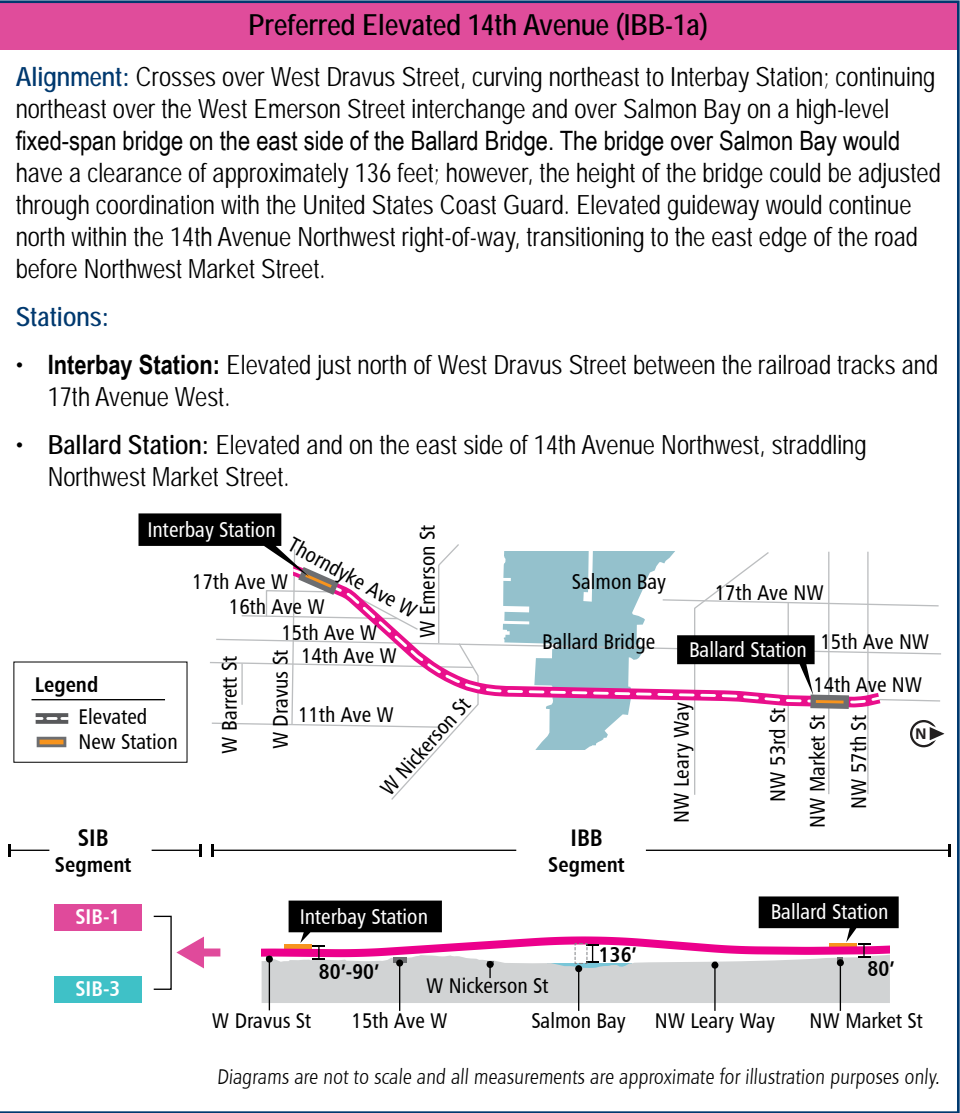 Preferred Elevated 14th Avenue (IBB-1a)
Alignment: Crosses over West Dravus Street, curving northeast to Interbay Station; continuing
northeast over the West Emerson Street interchange and over Salmon Bay on a high-level
fixed-span bridge on the east side of the Ballard Bridge. The bridge over Salmon Bay would
have a clearance of approximately 136 feet; however, the height of the bridge could be adjusted
through coordination with the United States Coast Guard. Elevated guideway would continue
north within the 14th Avenue Northwest right-of-way, transitioning to the east edge of the road
before Northwest Market Street.
Stations:
• Interbay Station: Elevated just north of West Dravus Street between the railroad tracks and
17th Avenue West.
• Ballard Station: Elevated and on the east side of 14th Avenue Northwest, straddling
Northwest Market Street.
Interbay Station
Thorndyke Ave W
W Emerson St
17th Ave W
16th Ave W
15th Ave W
14th Ave W
11th Ave W
W Barrett St
W Dravus St
W Nickerson St
Salmon Bay
Ballard Bridge
17th Ave NW
15th Ave NW
Ballard Station
14th Ave NW
NW Leary Way
NW 53rd St
NW Market St
NW 57th St
N
Legend
Elevated
New Station
SIB
Segment
IBB
Segment
SIB-1
SIB-3
Interbay Station
Ballard Station
80'-90'
136'
80'
W Nickerson St
W Dravus St
15th Ave W
Salmon Bay
NW Leary Way
NW Market St
Diagrams are not to scale and all measurements are approximate for illustration purposes only.